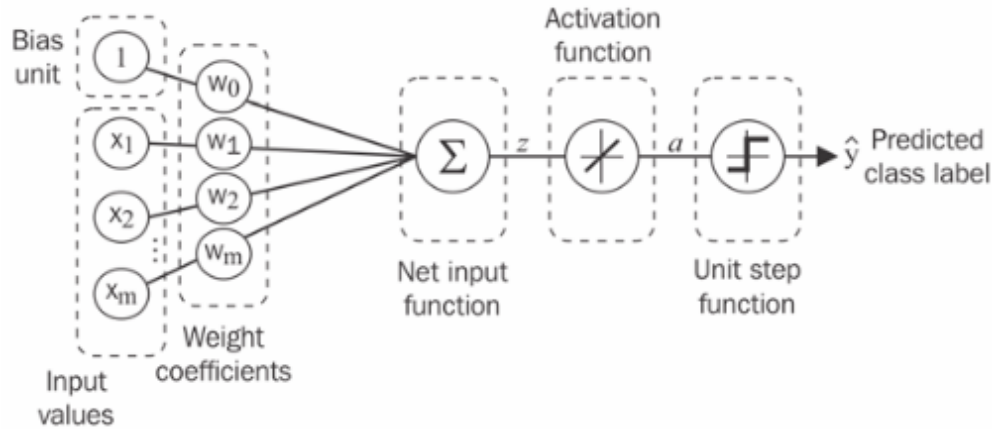 Activation
function
Bias
unit
1
w0
x1
w1
Σ
z
a
ŷ
Predicted
class label
x2
w2
⋮
wm
xm
Net input
function
Unit step
function
Weight
coefficients
Input
values